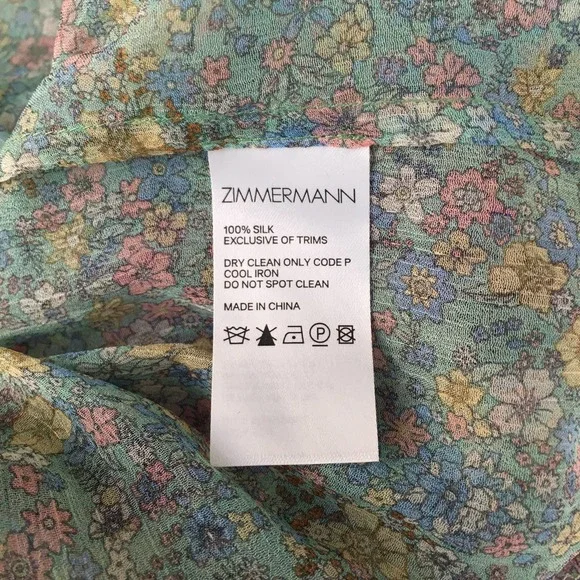 ZIMMERMANN
100% SILK
EXCLUSIVE OF TRIMS
DRY CLEAN ONLY CODE P
COOL IRON
DO NOT SPOT CLEAN
MADE IN CHINA
P